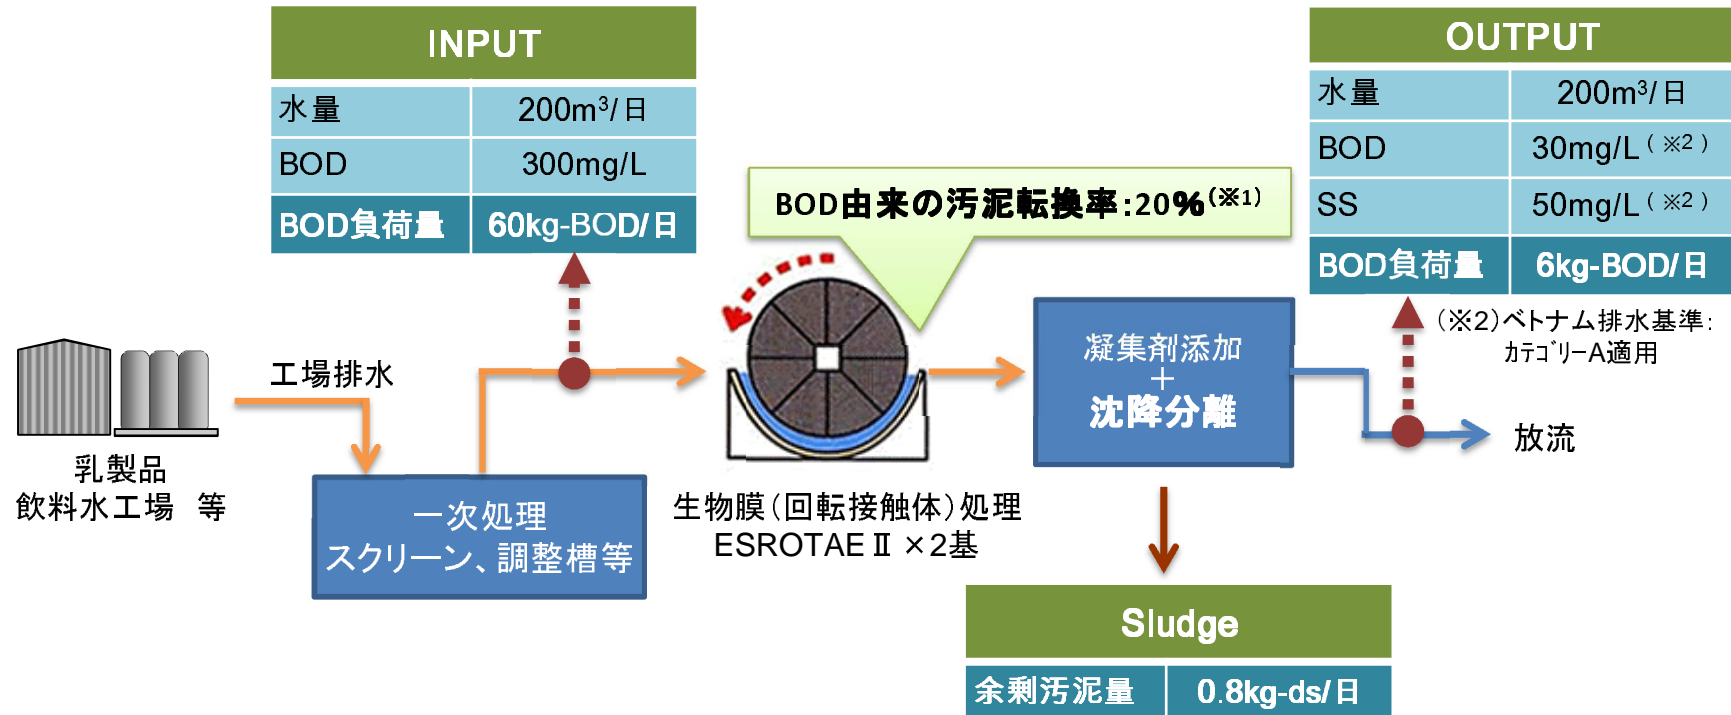 INPUT
水量 200m³/日
BOD 300mg/L
BOD負荷量 60kg-BOD/日
OUTPUT
水量 200m³/日
BOD 30mg/L(※2)
SS 50mg/L(※2)
BOD負荷量 6kg-BOD/日
(※2)ベトナム排水基準:
ｶﾃｺﾞﾘｰA適用
BOD由来の汚泥転換率:20%(※1)
工場排水
乳製品
飲料水工場 等
一次処理
スクリーン、調整槽等
生物膜(回転接触体)処理
ESROTAEⅡ×2基
凝集剤添加
+
沈降分離
放流
Sludge
余剰汚泥量 0.8kg-ds/日